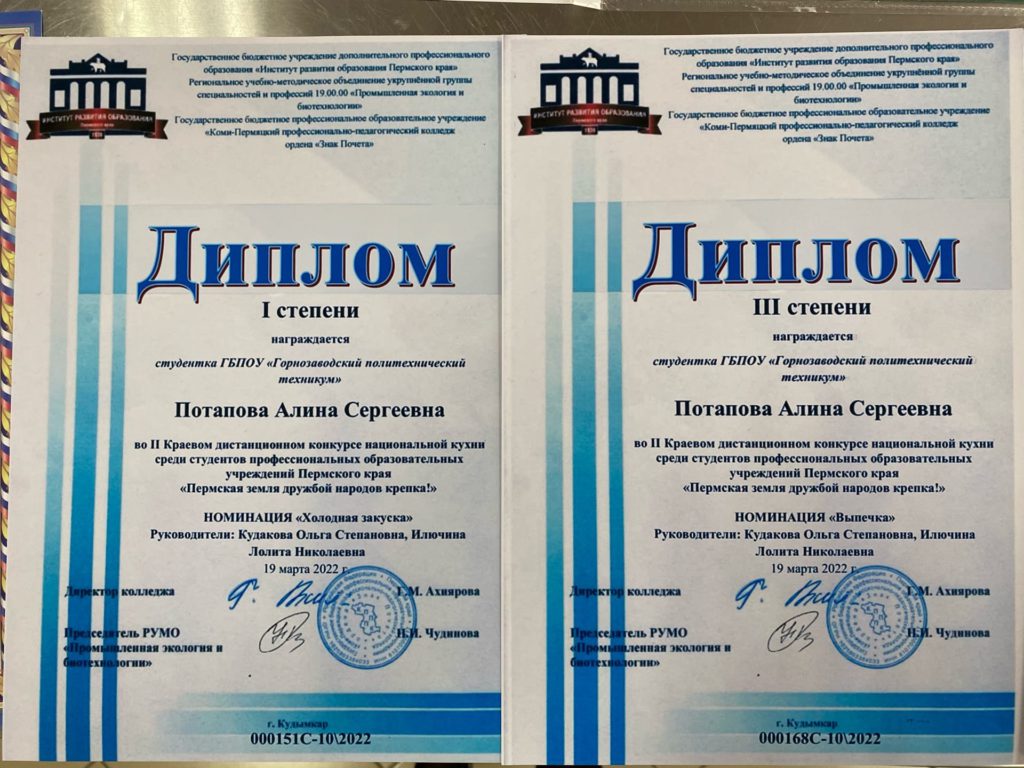 Государственное бюджетное учреждение дополнительного профессионального
образования «Институт развития образования Пермского края»
Региональное учебно-методическое объединение укрупнённой группы
специальностей и профессий 19.00.00 «Промышленная экология и
биотехнологии»
Государственное бюджетное профессиональное образовательное учреждение
«Коми-Пермяцкий профессионально-педагогический колледж
ордена «Знак Почета»
ИНСТИТУТ РАЗВИТИЯ ОБРАЗОВАНИЯ
Пермского края
Диплом
I степени
награждается
студентка ГБПОУ «Горнозаводский политехнический
техникум»
Потапова Алина Сергеевна
во II Краевом дистанционном конкурсе национальной кухни
среди студентов профессиональных образовательных
учреждений Пермского края
«Пермская земля дружбой народов крепка!»
НОМИНАЦИЯ «Холодная закуска»
Руководители: Кудакова Ольга Степановна, Илючина
Лолита Николаевна
19 марта 2022 г.
Директор колледжа Г.М. Ахиярова
Председатель РУМО Н.И. Чудинова
«Промышленная экология и
биотехнологии»
г. Кудымкар
000151С-10\2022
Государственное бюджетное учреждение дополнительного профессионального
образования «Институт развития образования Пермского края»
Региональное учебно-методическое объединение укрупнённой группы
специальностей и профессий 19.00.00 «Промышленная экология и
биотехнологии»
Государственное бюджетное профессиональное образовательное учреждение
«Коми-Пермяцкий профессионально-педагогический колледж
ордена «Знак Почета»
ИНСТИТУТ РАЗВИТИЯ ОБРАЗОВАНИЯ
Пермского края
Диплом
III степени
награждается
студентка ГБПОУ «Горнозаводский политехнический
техникум»
Потапова Алина Сергеевна
во II Краевом дистанционном конкурсе национальной кухни
среди студентов профессиональных образовательных
учреждений Пермского края
«Пермская земля дружбой народов крепка!»
НОМИНАЦИЯ «Выпечка»
Руководители: Кудакова Ольга Степановна, Илючина
Лолита Николаевна
19 марта 2022 г.
Директор колледжа Г.М. Ахиярова
Председатель РУМО Н.И. Чудинова
«Промышленная экология и
биотехнологии»
г. Кудымкар
000168С-10\2022